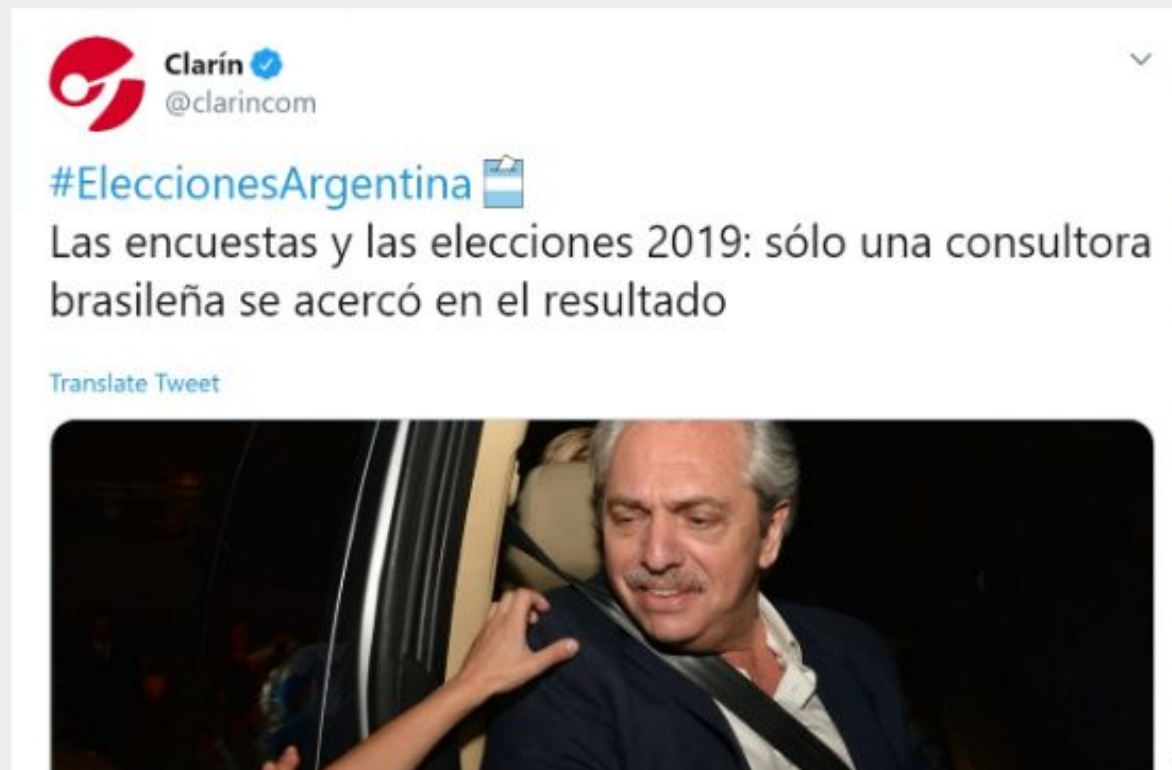 Clarín
@clarincom
#EleccionesArgentina
Las encuestas y las elecciones 2019: sólo una consultora
brasileña se acercó en el resultado
Translate Tweet